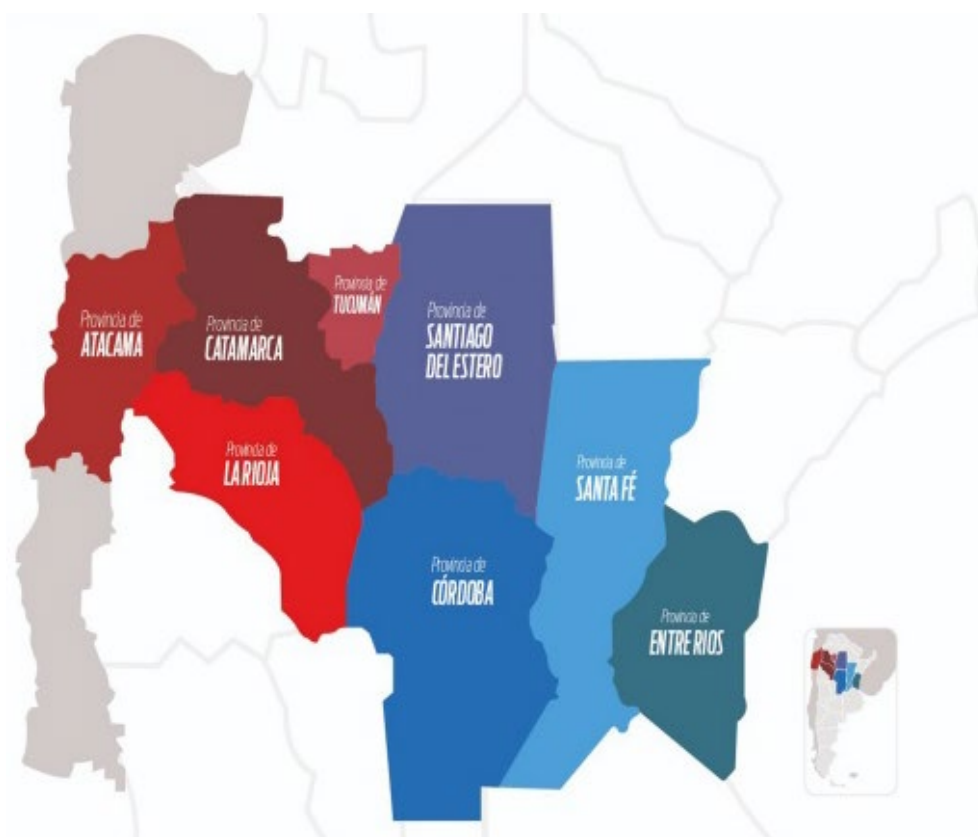 Provincia de
ATACAMA
Provincia de
CATAMARCA
Provincia de
TUCUMÁN
Provincia de
SANTIAGO
DEL ESTERO
Provincia de
LA RIOJA
Provincia de
SANTA FÉ
Provincia de
CÓRDOBA
Provincia de
ENTRE RIOS